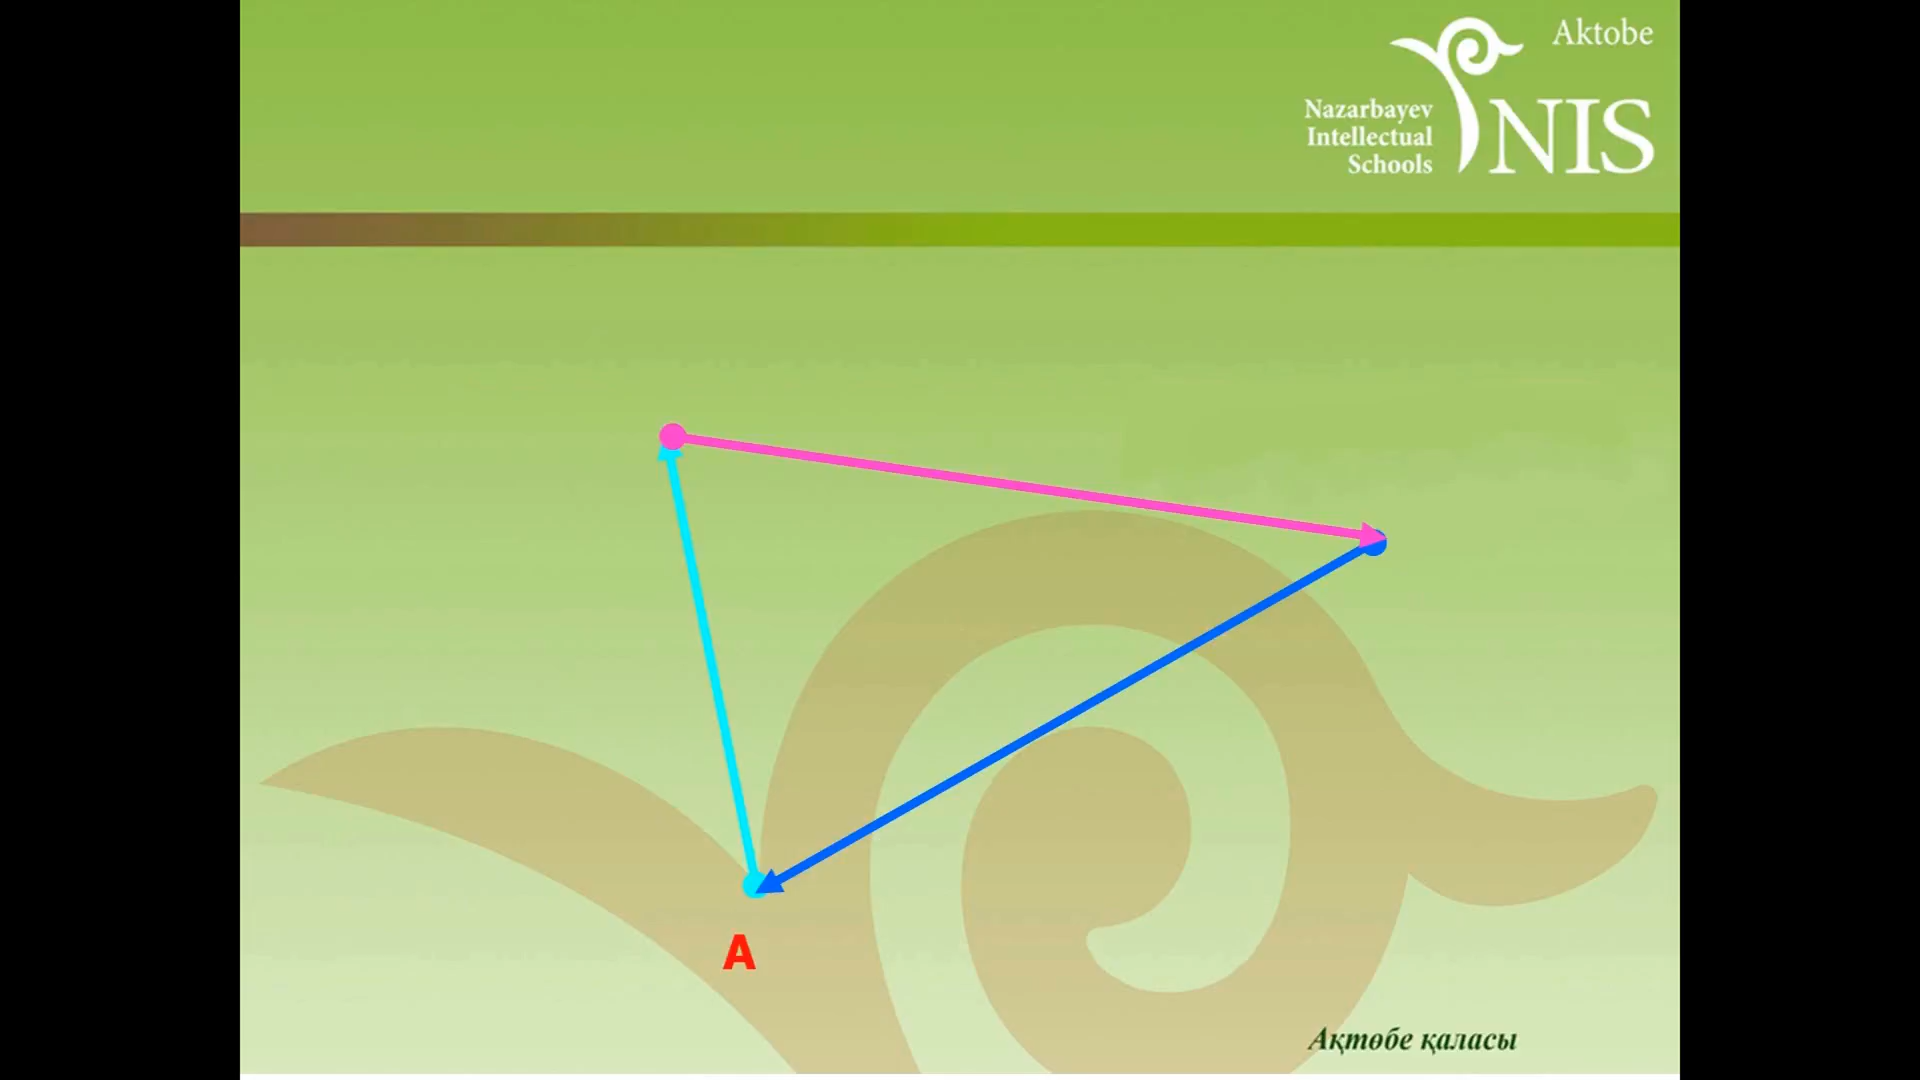 Aktobe
Nazarbayev
Intellectual
Schools
NIS
A
Ақтөбе қаласы